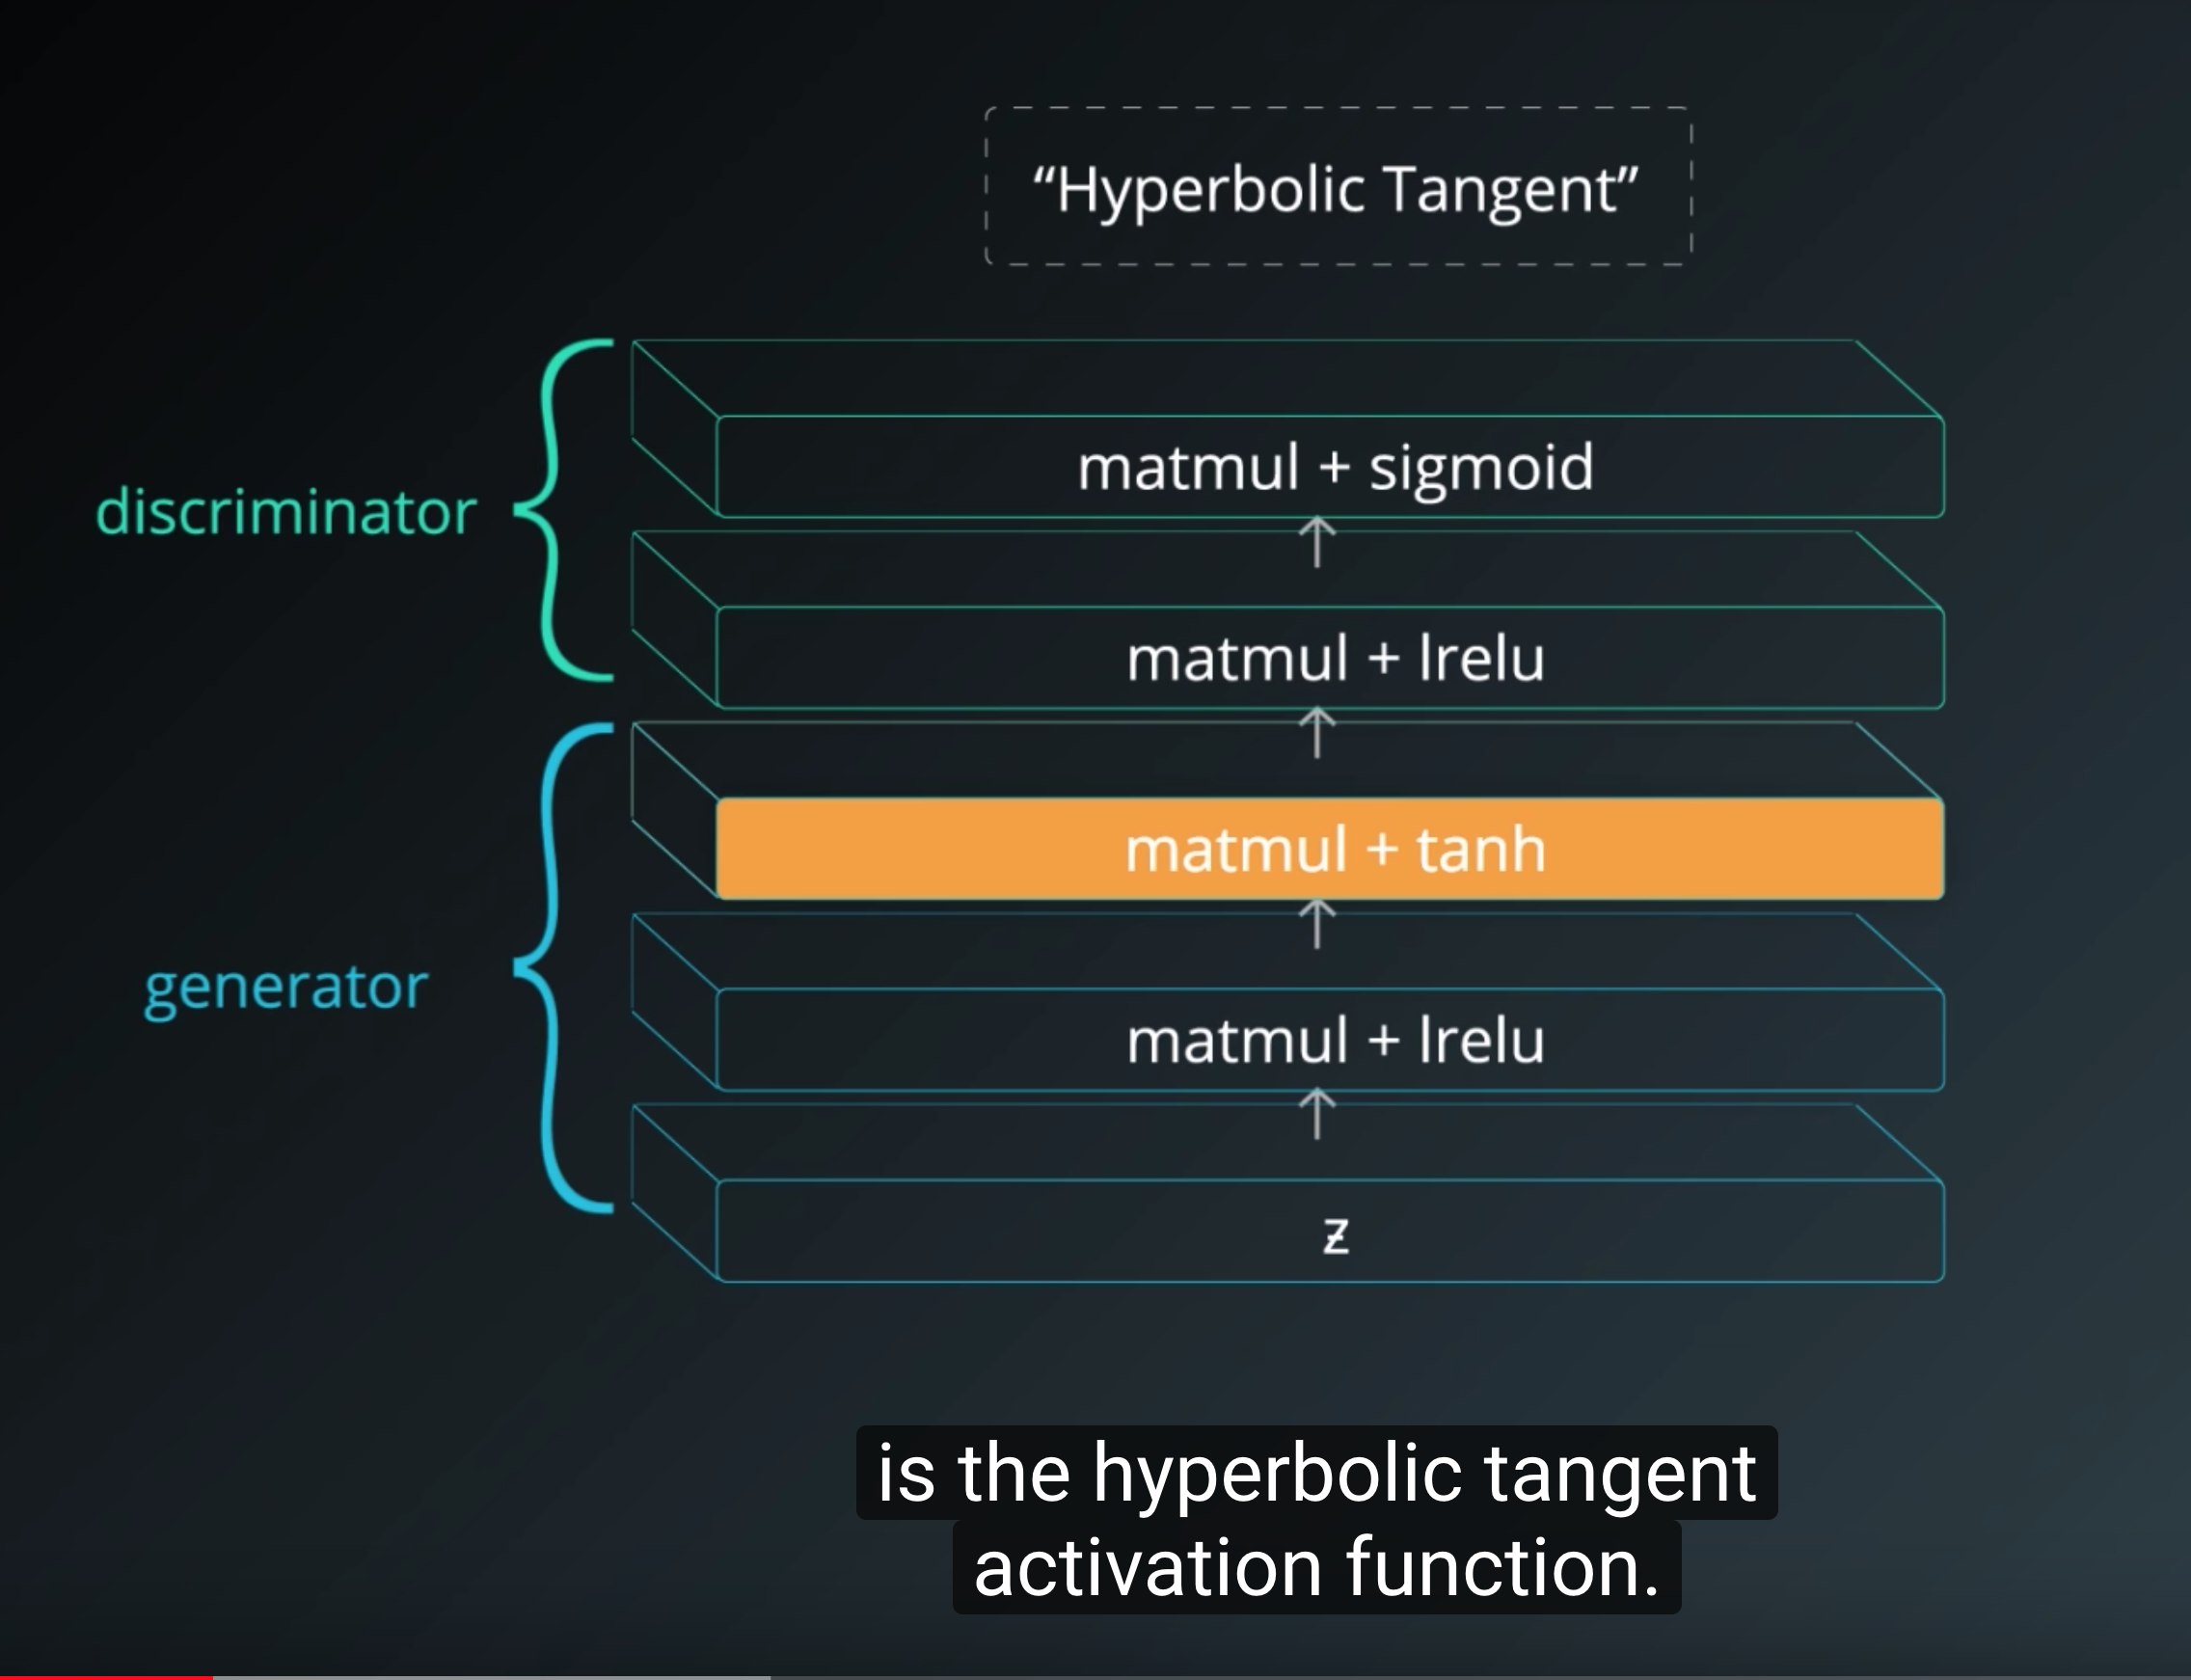 “Hyperbolic Tangent”
discriminator
matmul + sigmoid
matmul + lrelu
generator
matmul + tanh
matmul + lrelu
ƶ
is the hyperbolic tangent
activation function.